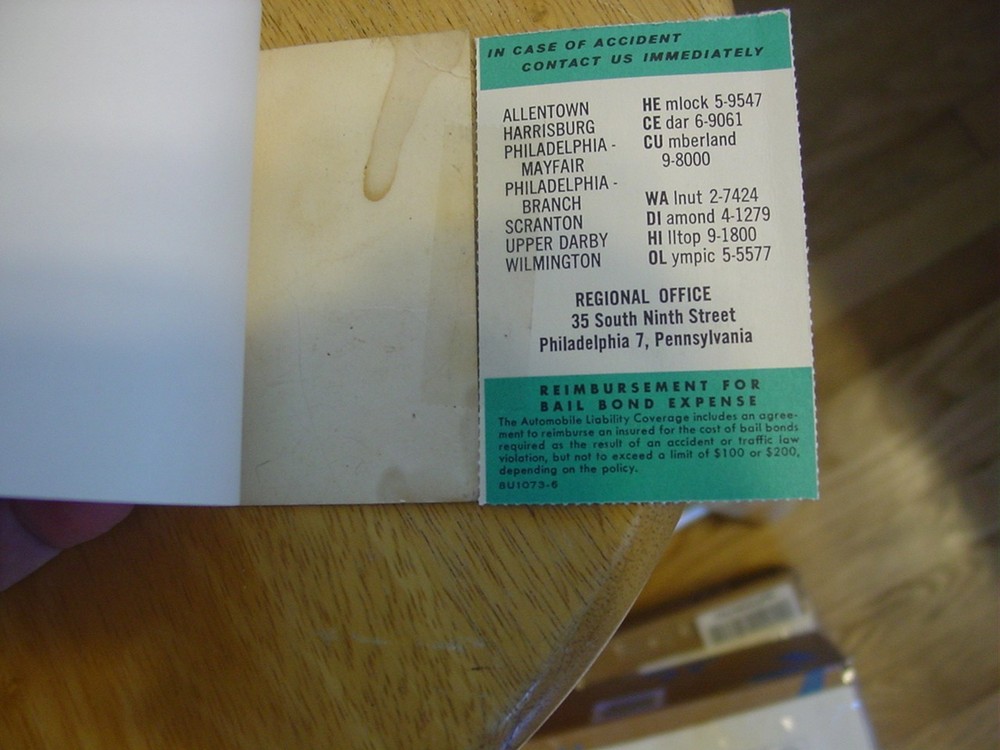 IN CASE OF ACCIDENT
CONTACT US IMMEDIATELY
ALLENTOWN HE mlock 5-9547
HARRISBURG CE dar 6-9061
PHILADELPHIA - CU mberland
MAYFAIR 9-8000
PHILADELPHIA -
BRANCH WA lnut 2-7424
SCRANTON DI amond 4-1279
UPPER DARBY HI lltop 9-1800
WILMINGTON OL ympic 5-5577
REGIONAL OFFICE
35 South Ninth Street
Philadelphia 7, Pennsylvania
REIMBURSEMENT FOR
BAIL BOND EXPENSE
The Automobile Liability Coverage includes an agree-
ment to reimburse an insured for the cost of bail bonds
required as the result of an accident or traffic law
violation, but not to exceed a limit of $100 or $200,
depending on the policy.
BU1073-6